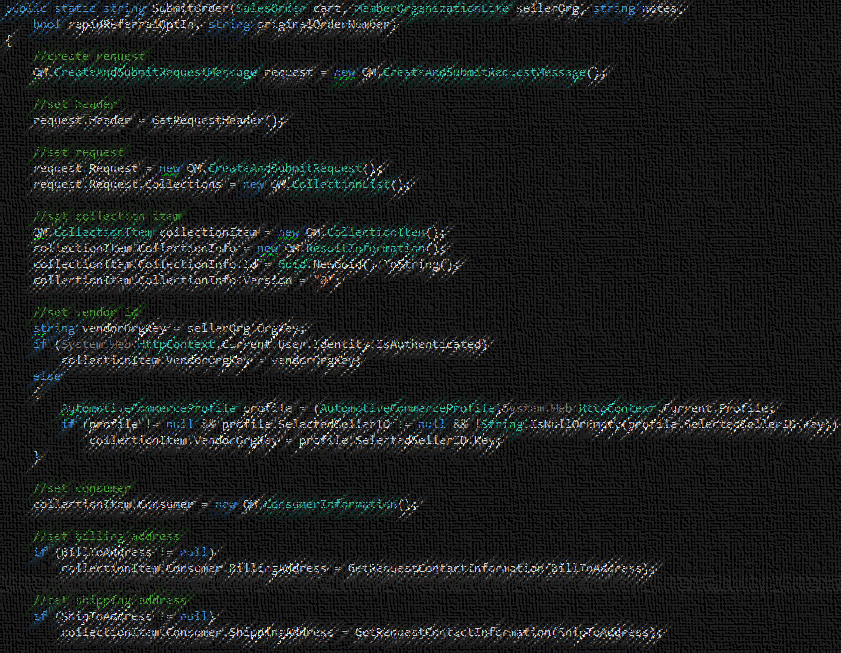 public static string SubmitOrder(SalesOrder cart, MemberOrganizationLite sellerOrg, string notes,
bool rapidReferralOptIn, string originalOrderNumber)
{
//create request
QM.CreateAndSubmitRequestMessage request = new QM.CreateAndSubmitRequestMessage();
//set header
request.Header = GetRequestHeader();
//set request
request.Request = new QM.CreateAndSubmitRequest();
request.Request.Collections = new QM.CollectionList();
//set collection item
QM.CollectionItem collectionItem = new QM.CollectionItem();
collectionItem.CollectionInfo = new QM.ResultInformation();
collectionItem.CollectionInfo.Id = Guid.NewGuid().ToString();
collectionItem.CollectionInfo.Version =
//set vendor id
string vendorOrgKey = sellerOrg.OrgKey;
if (System.Web.HttpContext.Current.User.Identity.IsAuthenticated)
collectionItem.VendorOrgKey = vendorOrgKey;
else
{
AutomotiveCommerceProfile profile = (AutomotiveCommerceProfile)System.Web.HttpContext.Current.Profile;
if (profile != null && profile.SelectedSellerID != null && !String.IsNullOrEmpty(profile.SelectedSellerID.Key))
collectionItem.VendorOrgKey = profile.SelectedSellerID.Key;
}
//set consumer
collectionItem.Consumer = new QM.ConsumerInformation();
//set billing address
if (BillToAddress != null)
collectionItem.Consumer.BillingAddress = GetRequestContactInformation(BillToAddress);
//set shipping address
if (ShipToAddress != null)
collectionItem.Consumer.ShippingAddress = GetRequestContactInformation(ShipToAddress);